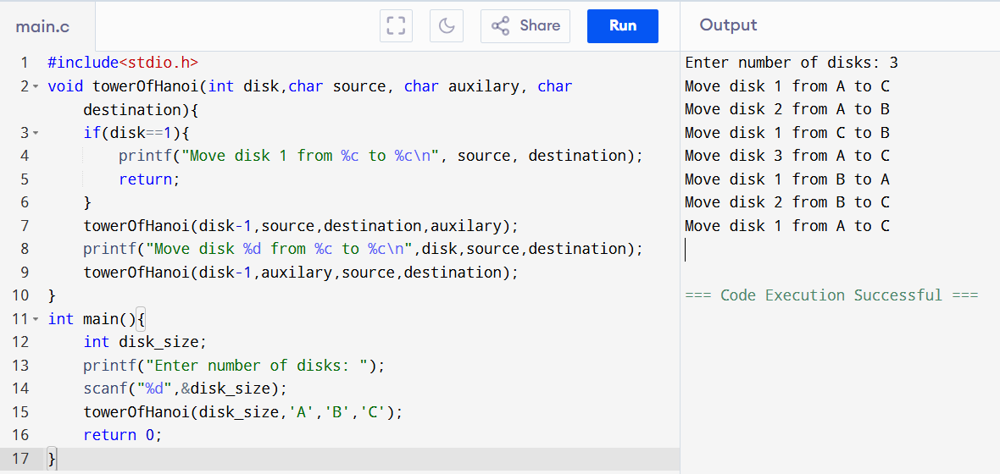 main.c
Share
Run
Output
1 #include<stdio.h>
2 void towerOfHanoi(int disk,char source, char auxilary, char
destination){
3 if(disk==1){
4 printf("Move disk 1 from %c to %c\n", source, destination);
5 return;
6 }
7 towerOfHanoi(disk-1,source,destination,auxilary);
8 printf("Move disk %d from %c to %c\n",disk,source,destination);
9 towerOfHanoi(disk-1,auxilary,source,destination);
10 }
11 int main(){
12 int disk_size;
13 printf("Enter number of disks: ");
14 scanf("%d",&disk_size);
15 towerOfHanoi(disk_size,'A','B','C');
16 return 0;
17 }
Enter number of disks: 3
Move disk 1 from A to C
Move disk 2 from A to B
Move disk 1 from C to B
Move disk 3 from A to C
Move disk 1 from B to A
Move disk 2 from B to C
Move disk 1 from A to C
=== Code Execution Successful ===